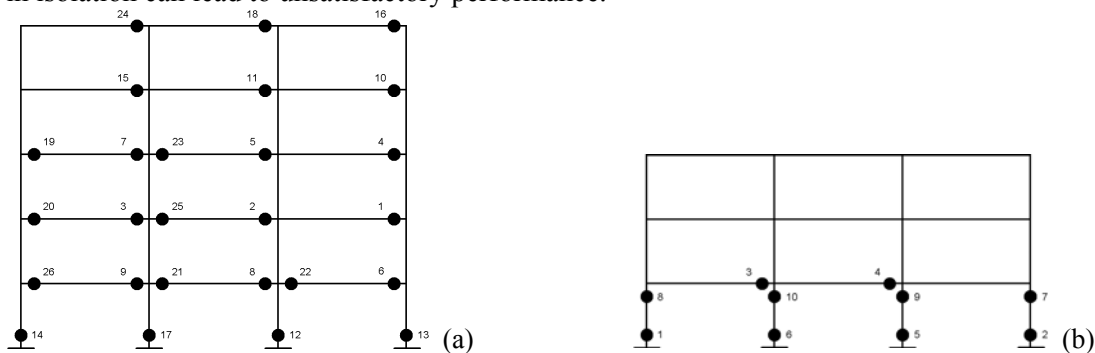 in isolation can lead to unsatisfactory performance.
24 18 16
15 11 10
19 7 23 5 4
20 3 25 2 1
3 4
26 9 21 8 22 6
8 10 9 7
14 17 12 13 (a) 1 6 5 2 (b)